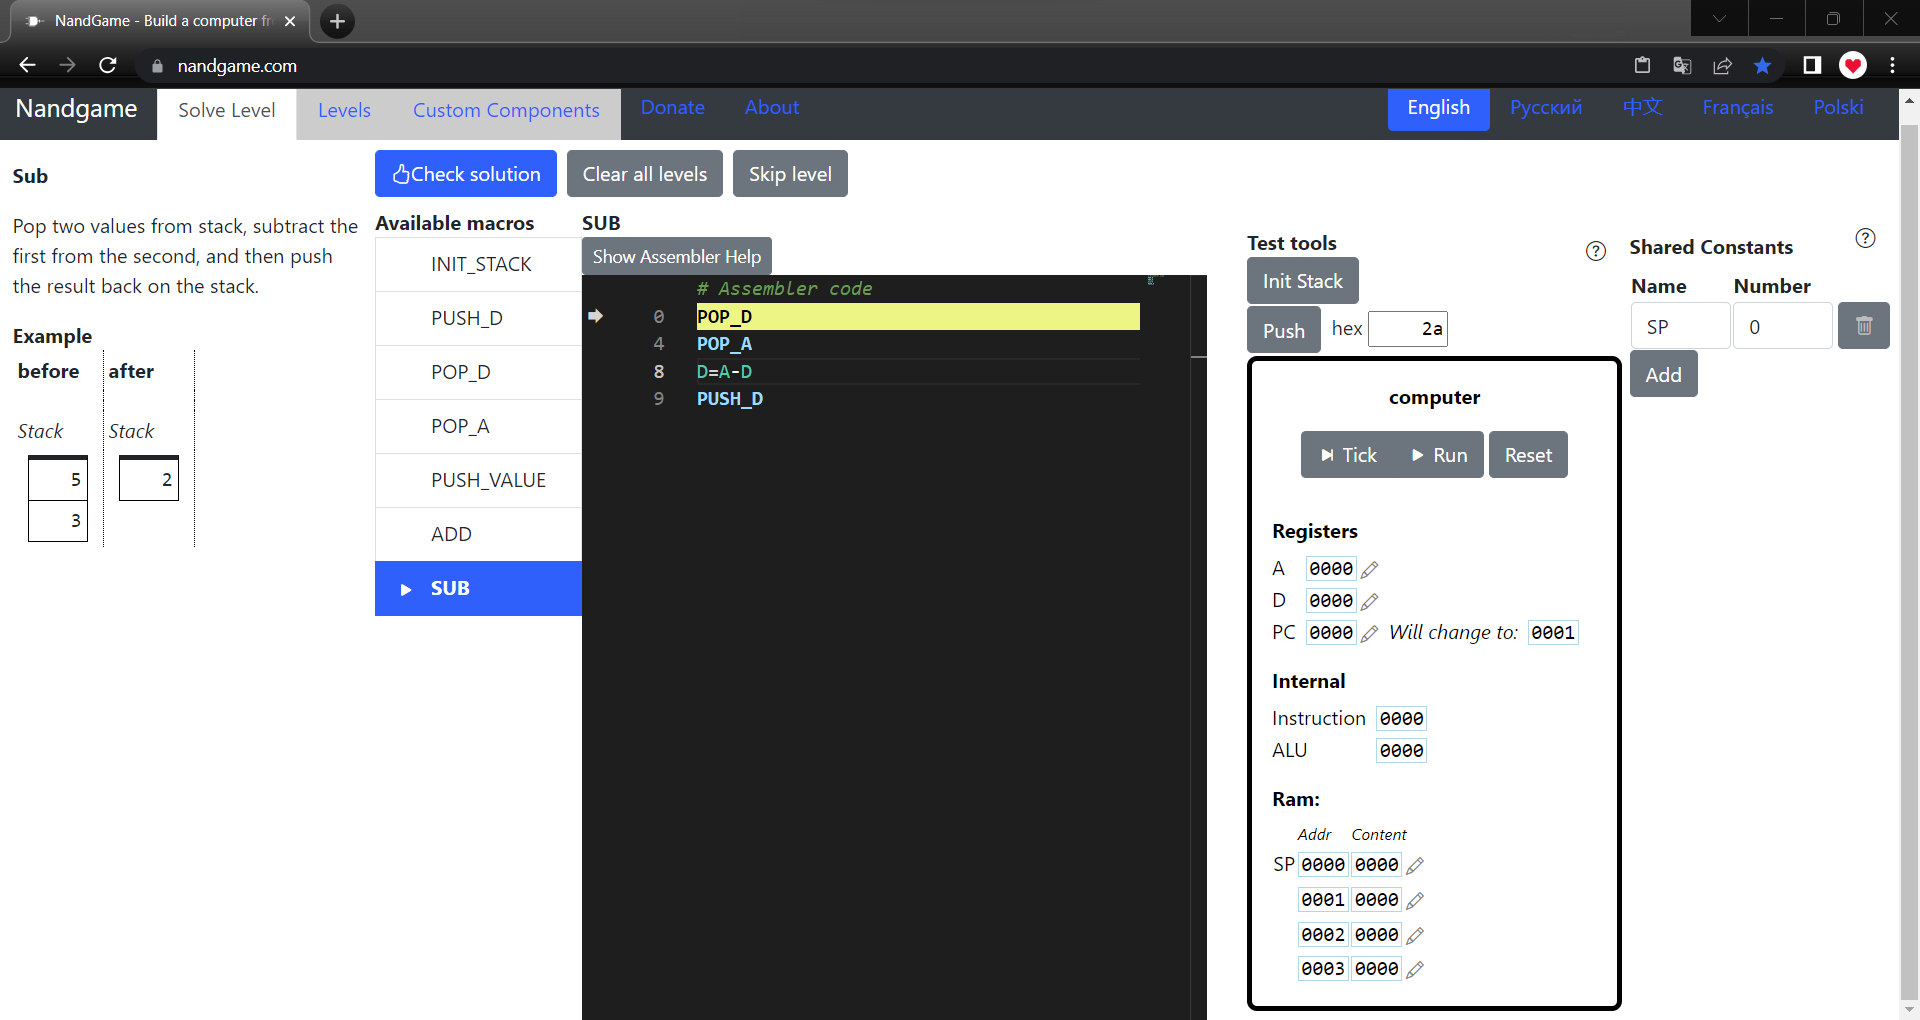 NandGame - Build a computer fr
nandgame.com
Nandgame
Solve Level
Levels
Custom Components
Donate
About
English
Русский
中文
Français
Polski
Sub
Pop two values from stack, subtract the
first from the second, and then push
the result back on the stack.
Example
before after
Stack Stack
5 2
3
Check solution
Clear all levels
Skip level
Available macros
INIT_STACK
PUSH_D
POP_D
POP_A
PUSH_VALUE
ADD
SUB
SUB
Show Assembler Help
# Assembler code
0 POP_D
4 POP_A
8 D=A-D
9 PUSH_D
Test tools
?
Init Stack
Push hex 2a
computer
Tick Run Reset
Registers
A 0000
D 0000
PC 0000 Will change to: 0001
Internal
Instruction 0000
ALU 0000
Ram:
Addr Content
SP 0000 0000
0001 0000
0002 0000
0003 0000
Shared Constants
?
Name Number
SP 0
Add